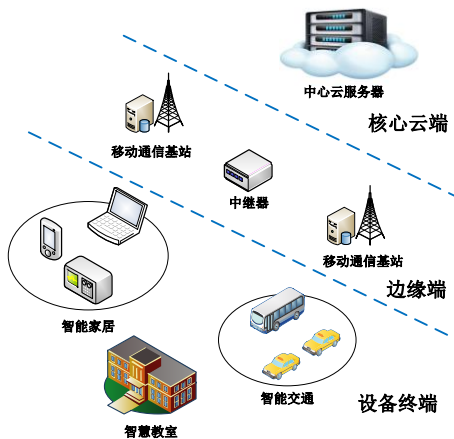 中心云服务器
核心云端
移动通信基站
中继器
移动通信基站
边缘端
智能家居
智能交通
设备终端
智慧教室